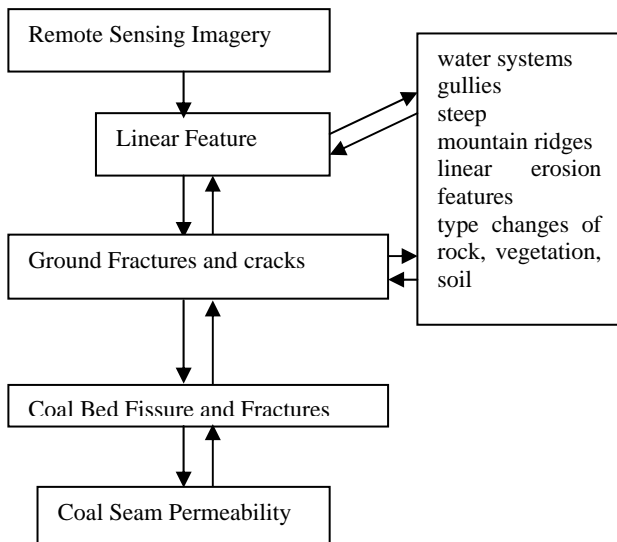 Remote Sensing Imagery
Linear Feature
Ground Fractures and cracks
Coal Bed Fissure and Fractures
Coal Seam Permeability
water systems
gullies
steep
mountain ridges
linear erosion
features
type changes of
rock, vegetation,
soil